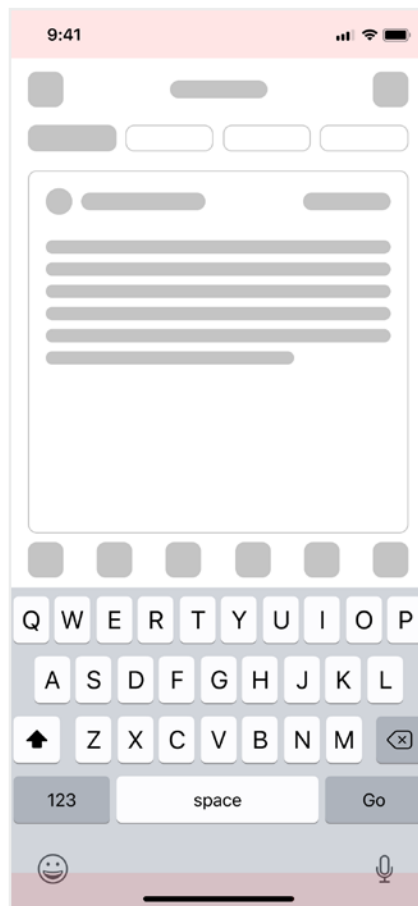 9:41
Q W E R T Y U I O P
A S D F G H J K L
Z X C V B N M
123 space Go